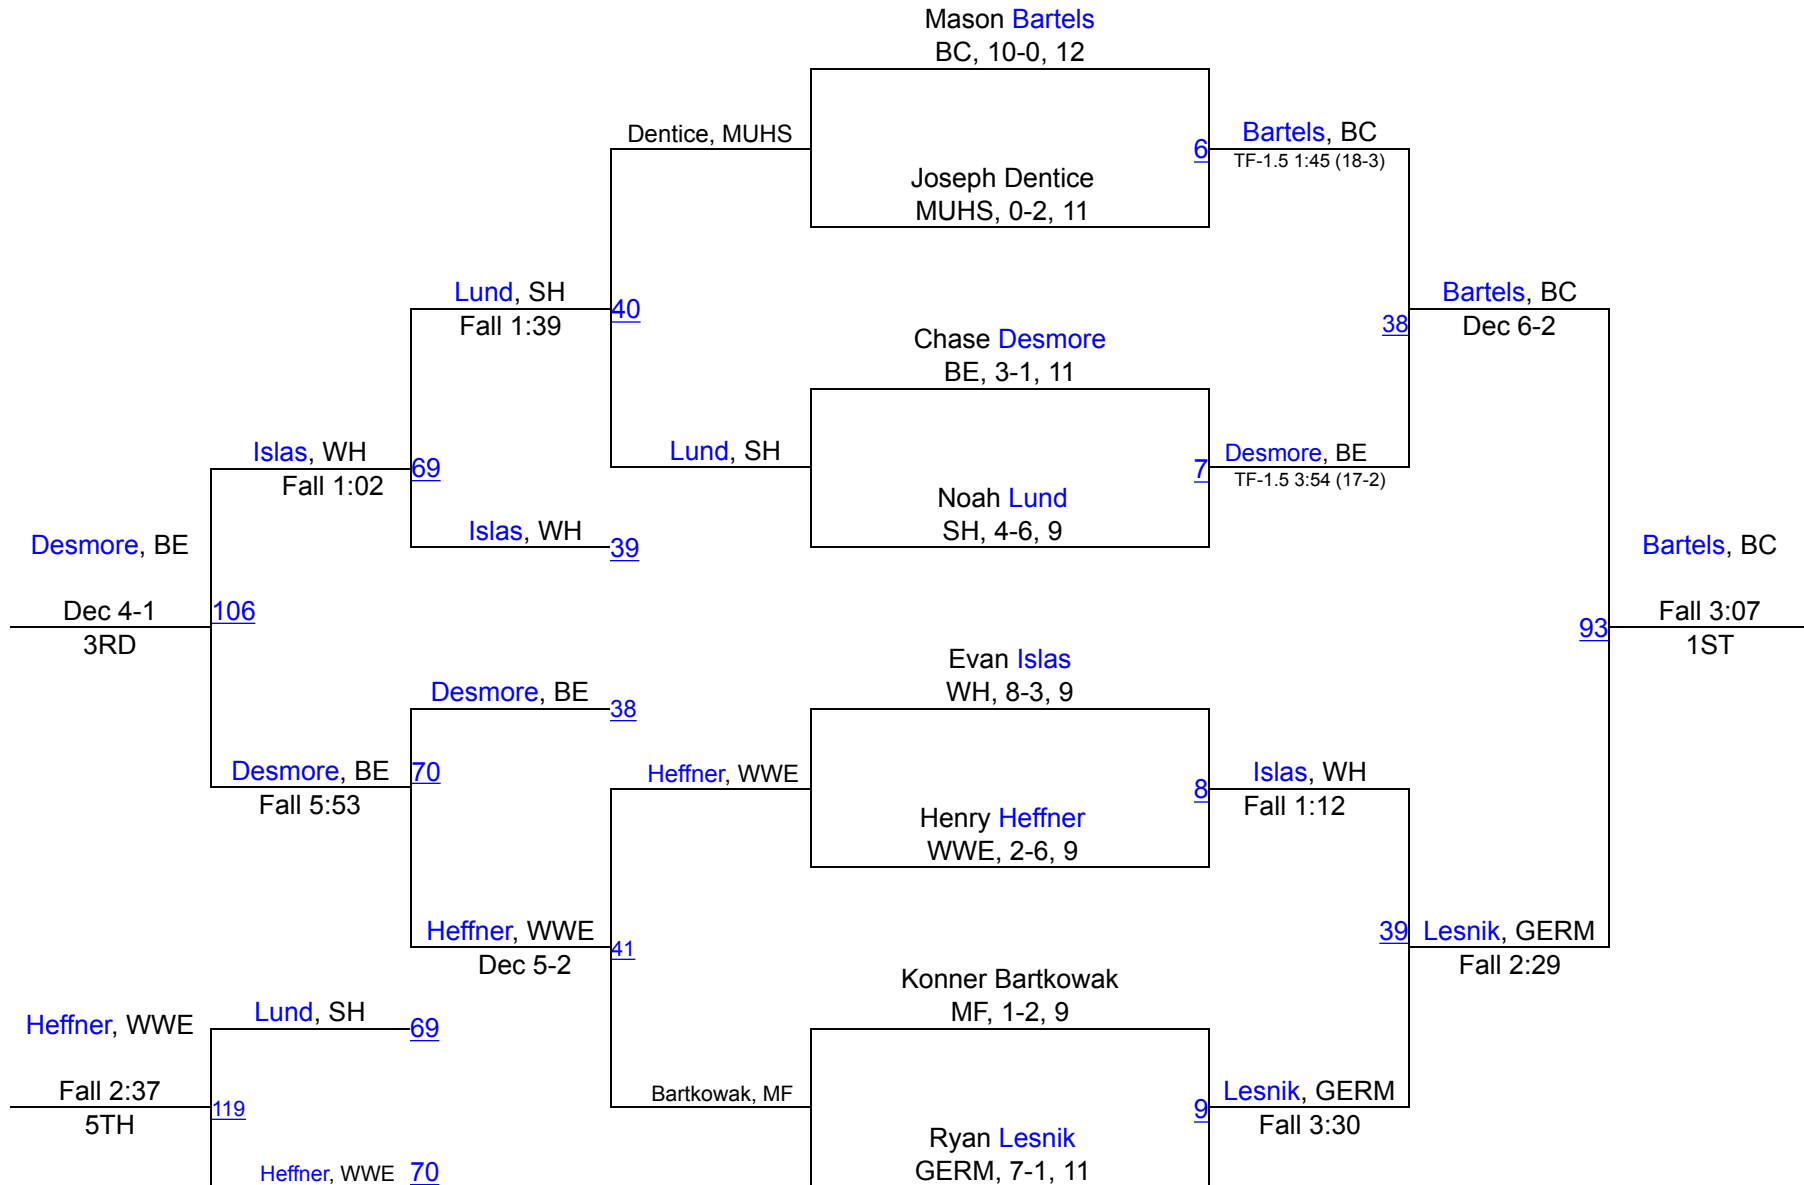 Mason Bartels
BC, 10-0, 12
Dentice, MUHS
6
Bartels, BC
TF-1.5 1:45 (18-3)
Joseph Dentice
MUHS, 0-2, 11
Lund, SH
Fall 1:39
40
Bartels, BC
Dec 6-2
38
Chase Desmore
BE, 3-1, 11
Islas, WH
Fall 1:02
69
Lund, SH
7
Desmore, BE
TF-1.5 3:54 (17-2)
Noah Lund
SH, 4-6, 9
Islas, WH
39
Desmore, BE
Dec 4-1
3RD
106
Bartels, BC
Fall 3:07
1ST
93
Evan Islas
WH, 8-3, 9
Desmore, BE
38
Desmore, BE
Fall 5:53
70
Heffner, WWE
8
Islas, WH
Fall 1:12
Henry Heffner
WWE, 2-6, 9
Heffner, WWE
Dec 5-2
41
39
Lesnik, GERM
Fall 2:29
Konner Bartkowak
MF, 1-2, 9
Heffner, WWE
Fall 2:37
5TH
Lund, SH
69
119
Bartkowak, MF
9
Lesnik, GERM
Fall 3:30
Ryan Lesnik
GERM, 7-1, 11
Heffner, WWE
70